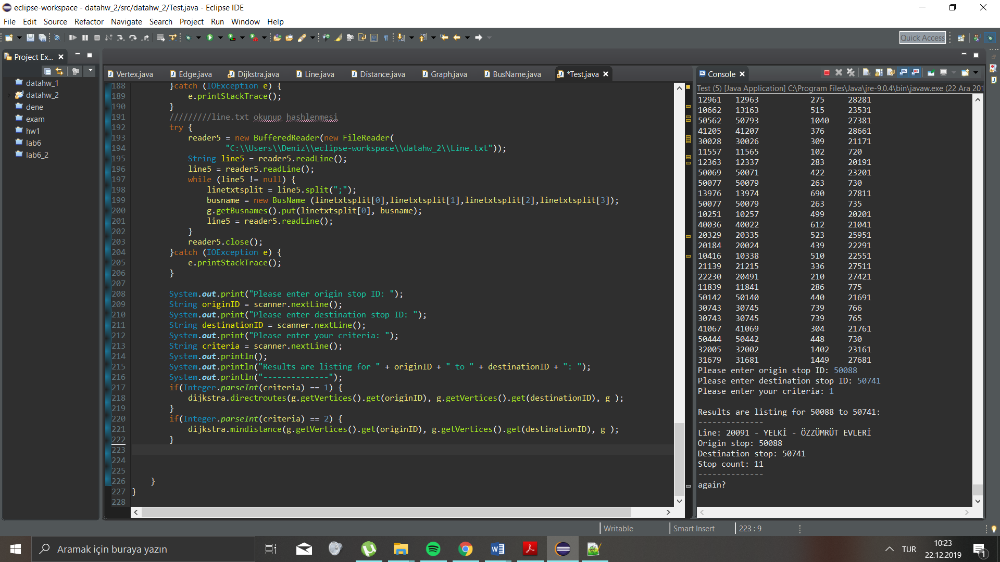 eclipse-workspace - datahw_2/src/datahw_2/Test.java - Eclipse IDE
File Edit Source Refactor Navigate Search Project Run Window Help
Quick Access
Project Ex...
datahw_1
datahw_2
dene
exam
hw1
lab6
lab6_2
Vertex.java Edge.java Dijkstra.java Line.java Distance.java Graph.java BusName.java *Test.java
188 }catch (IOException e) {
189 e.printStackTrace();
190 }
191 /////////line.txt okunup hashlenmesi
192 try {
193 reader5 = new BufferedReader(new FileReader(
194 "C:\\Users\\Deniz\\eclipse-workspace\\datahw_2\\Line.txt"));
195 String line5 = reader5.readLine();
196 line5 = reader5.readLine();
197 while (line5 != null) {
198 linetxtsplit = line5.split(";");
199 busname = new BusName (linetxtsplit[0],linetxtsplit[1],linetxtsplit[2],linetxtsplit[3]);
200 g.getBusnames().put(linetxtsplit[0], busname);
201 line5 = reader5.readLine();
202 }
203 reader5.close();
204 }catch (IOException e) {
205 e.printStackTrace();
206 }
207
208 System.out.print("Please enter origin stop ID: ");
209 String originID = scanner.nextLine();
210 System.out.print("Please enter destination stop ID: ");
211 String destinationID = scanner.nextLine();
212 System.out.print("Please enter your criteria: ");
213 String criteria = scanner.nextLine();
214 System.out.println();
215 System.out.println("Results are listing for " + originID + " to " + destinationID + ": ");
216 System.out.println("--------------");
217 if(Integer.parseInt(criteria) == 1) {
218 dijkstra.directroutes(g.getVertices().get(originID), g.getVertices().get(destinationID), g );
219 }
220 if(Integer.parseInt(criteria) == 2) {
221 dijkstra.mindistance(g.getVertices().get(originID), g.getVertices().get(destinationID), g );
222 }
223
224
225
226 }
227 }
228
Console
Test (5) [Java Application] C:\Program Files\Java\jre-9.0.4\bin\javaw.exe (22 Ara 201
12961 12963 275 28281
10662 13163 515 23531
50562 50793 1040 27381
41205 41207 376 28661
30028 30026 309 21171
11557 11565 102 720
12363 12337 283 20191
50069 50071 422 23201
50077 50079 263 730
13976 13974 690 27811
50077 50079 263 735
10251 10257 499 20201
40036 40022 612 21041
20329 20335 523 25951
20184 20024 439 22291
10416 10338 510 22551
21139 21215 336 27511
22230 20491 210 27421
11839 11841 286 775
50142 50140 440 21691
30743 30745 739 766
30743 30745 739 765
41067 41069 304 21761
50444 50442 448 730
32005 32002 1402 23161
31679 31681 1449 27681
Please enter origin stop ID: 50088
Please enter destination stop ID: 50741
Please enter your criteria: 1
Results are listing for 50088 to 50741:
--------------
Line: 20091 - YELKİ - ÖZZÜMRÜT EVLERİ
Origin stop: 50088
Destination stop: 50741
Stop count: 11
--------------
again?
Writable Smart Insert 223 : 9
Aramak için buraya yazın
TUR
10:23
22.12.2019
1